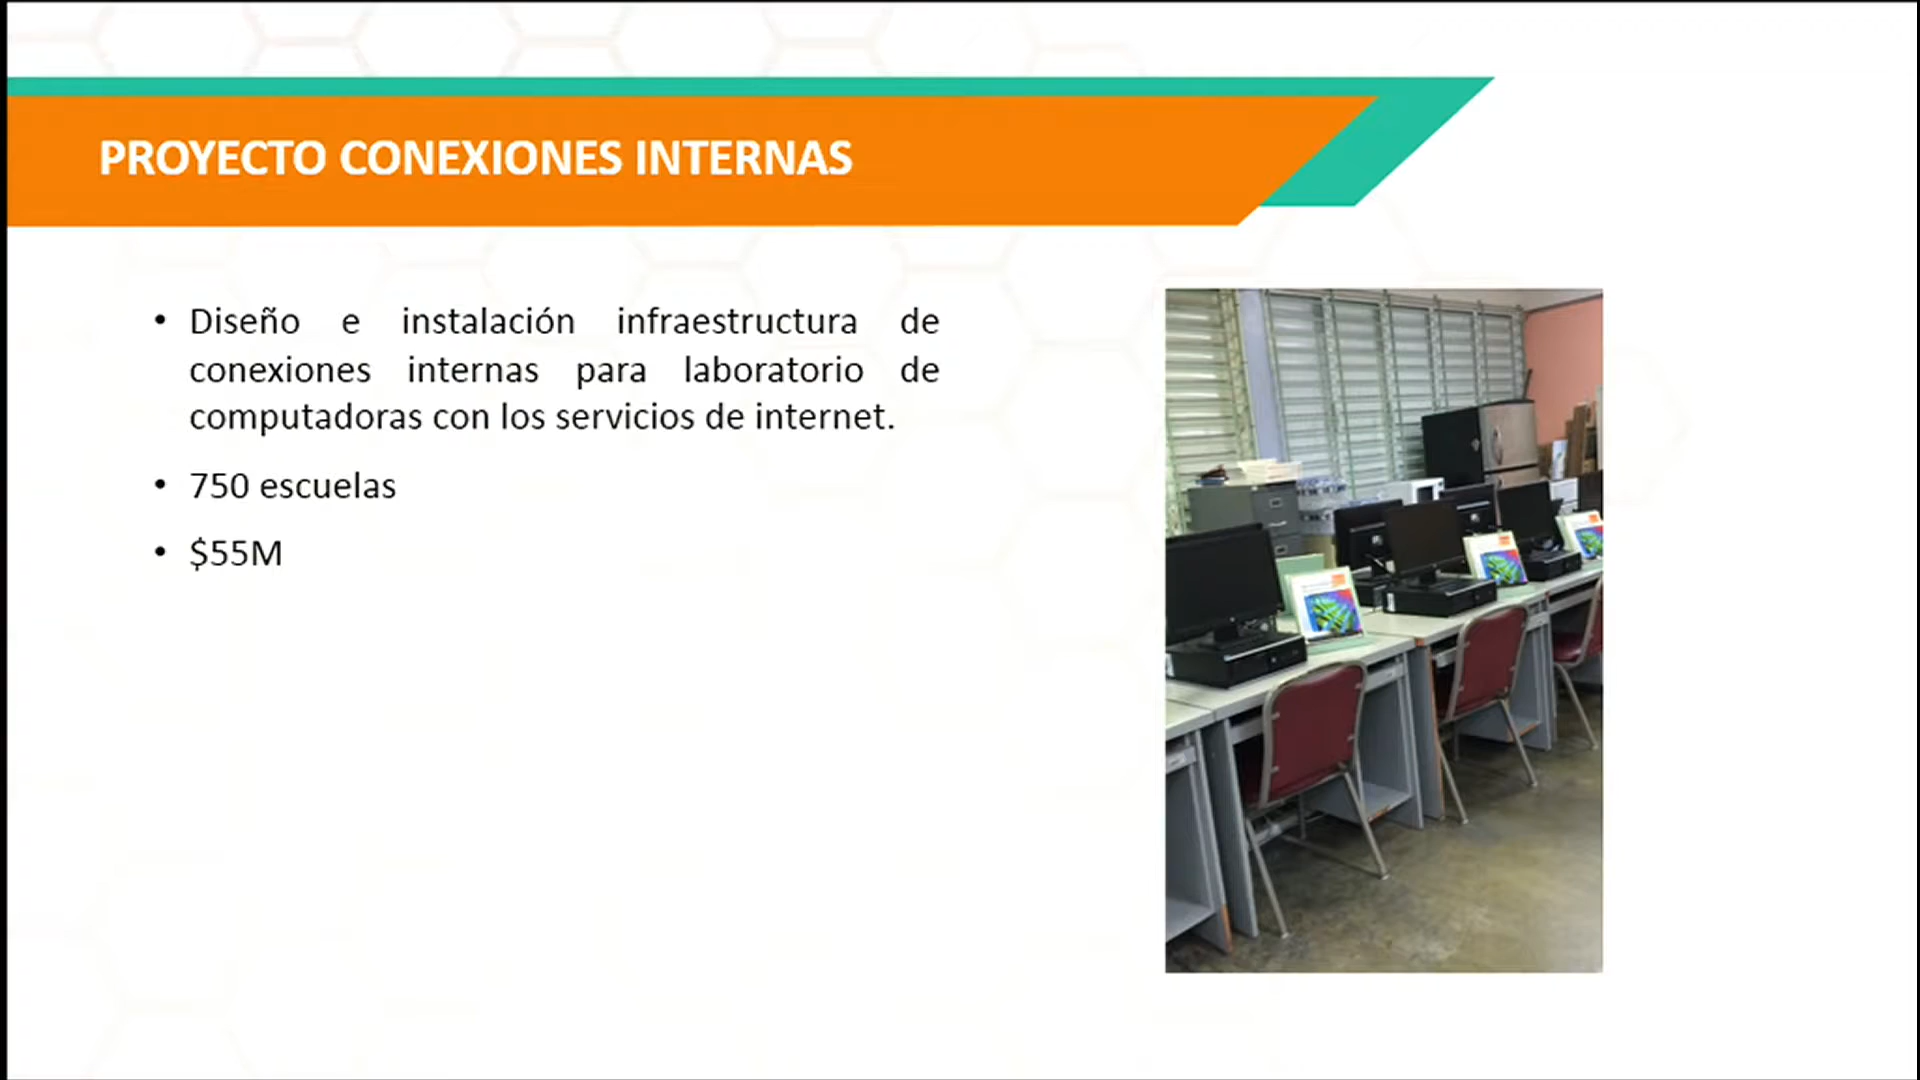 PROYECTO CONEXIONES INTERNAS
• Diseño e instalación infraestructura de
conexiones internas para laboratorio de
computadoras con los servicios de internet.
• 750 escuelas
• $55M